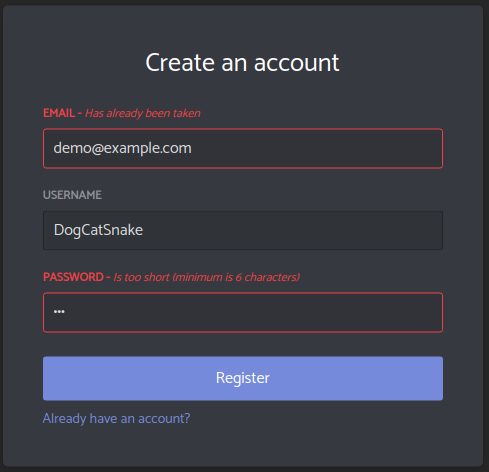 Create an account
EMAIL - Has already been taken
demo@example.com
USERNAME
DogCatSnake
PASSWORD - Is too short (minimum is 6 characters)
•••
Register
Already have an account?